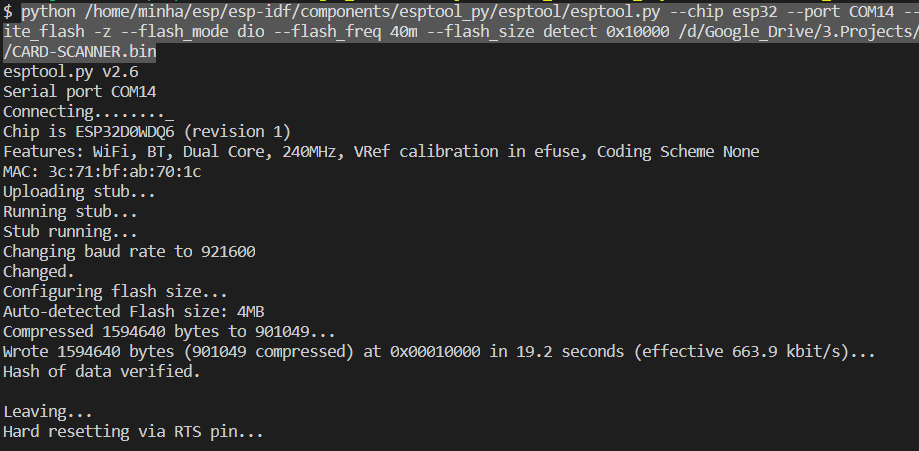 $ python /home/minha/esp/esp-idf/components/esptool_py/esptool/esptool.py --chip esp32 --port COM14 --
ite_flash -z --flash_mode dio --flash_freq 40m --flash_size detect 0x10000 /d/Google_Drive/3.Projects/
/CARD-SCANNER.bin
esptool.py v2.6
Serial port COM14
Connecting........_
Chip is ESP32D0WDQ6 (revision 1)
Features: WiFi, BT, Dual Core, 240MHz, VRef calibration in efuse, Coding Scheme None
MAC: 3c:71:bf:ab:70:1c
Uploading stub...
Running stub...
Stub running...
Changing baud rate to 921600
Changed.
Configuring flash size...
Auto-detected Flash size: 4MB
Compressed 1594640 bytes to 901049...
Wrote 1594640 bytes (901049 compressed) at 0x00010000 in 19.2 seconds (effective 663.9 kbit/s)...
Hash of data verified.

Leaving...
Hard resetting via RTS pin...